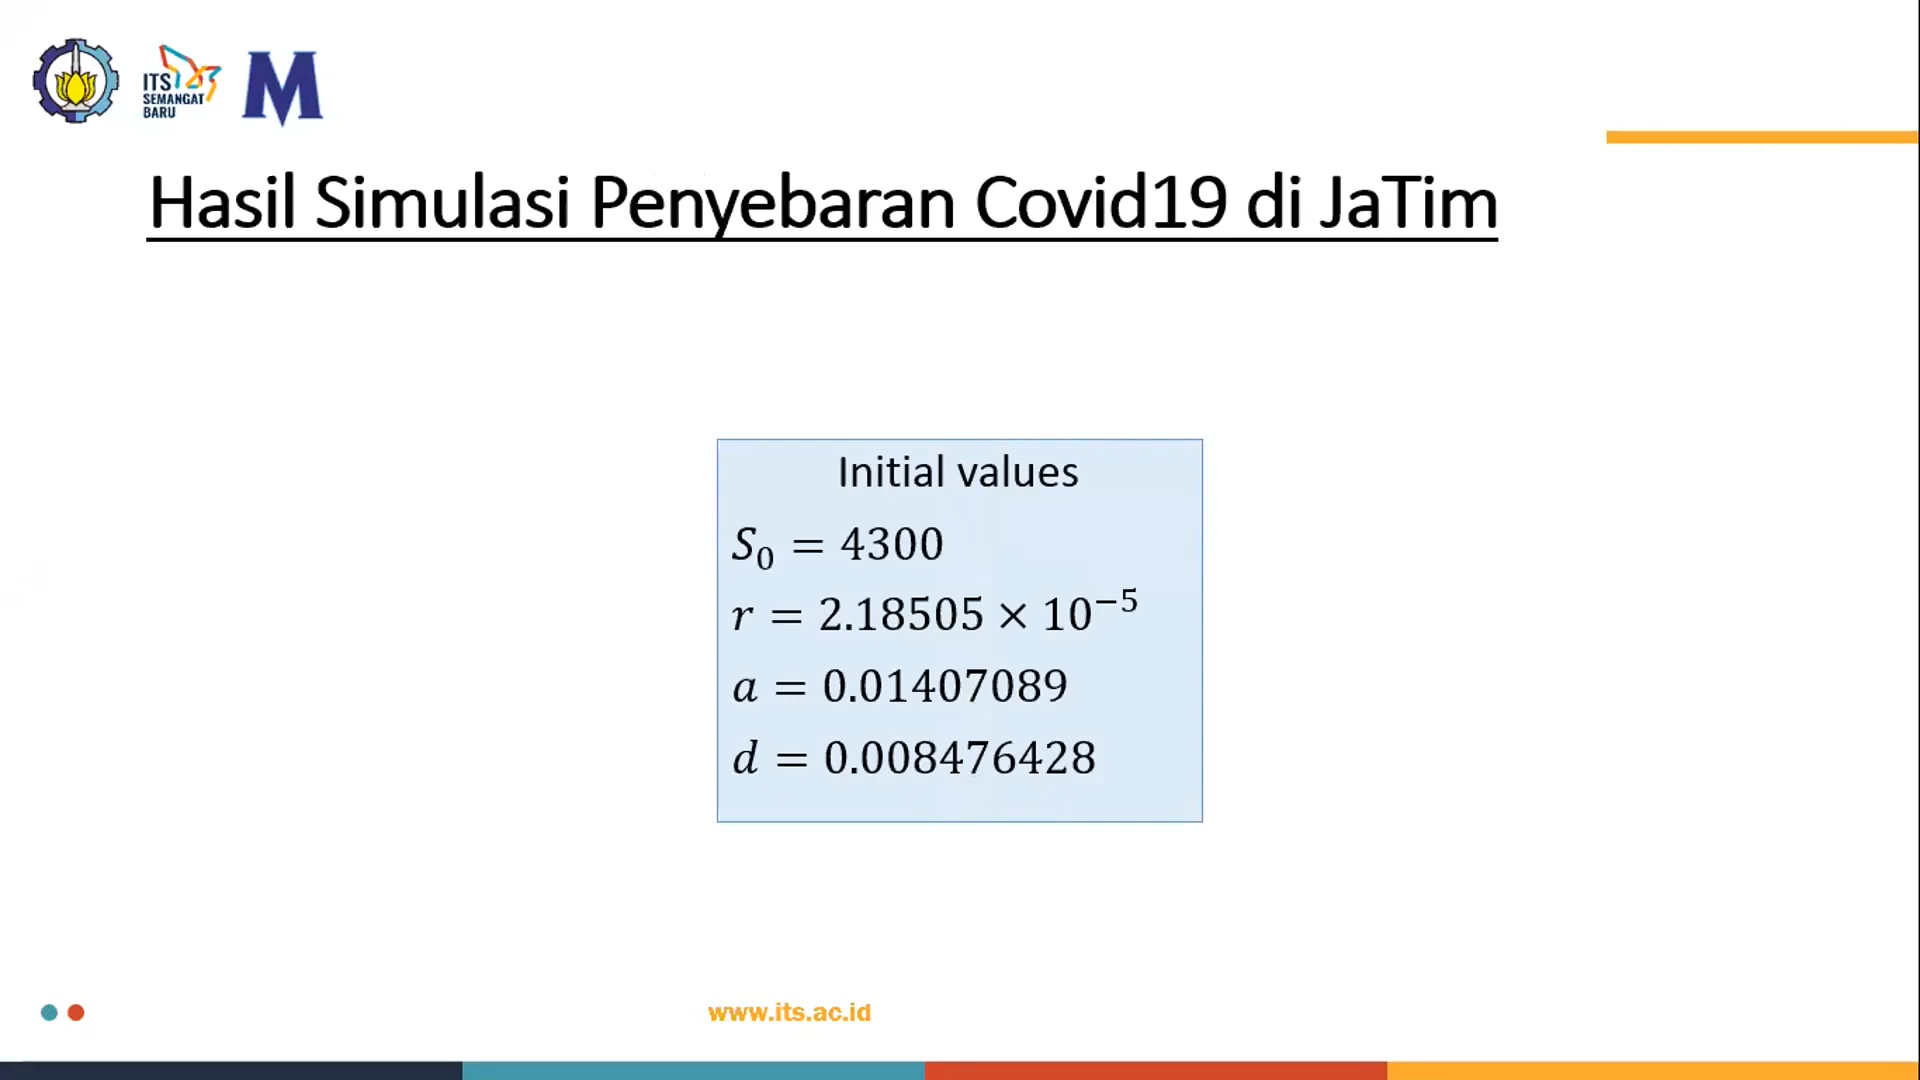 ITS
SEMANGAT
BARU
M
Hasil Simulasi Penyebaran Covid19 di JaTim
Initial values
S₀ = 4300
r = 2.18505 × 10⁻⁵
a = 0.01407089
d = 0.008476428
www.its.ac.id